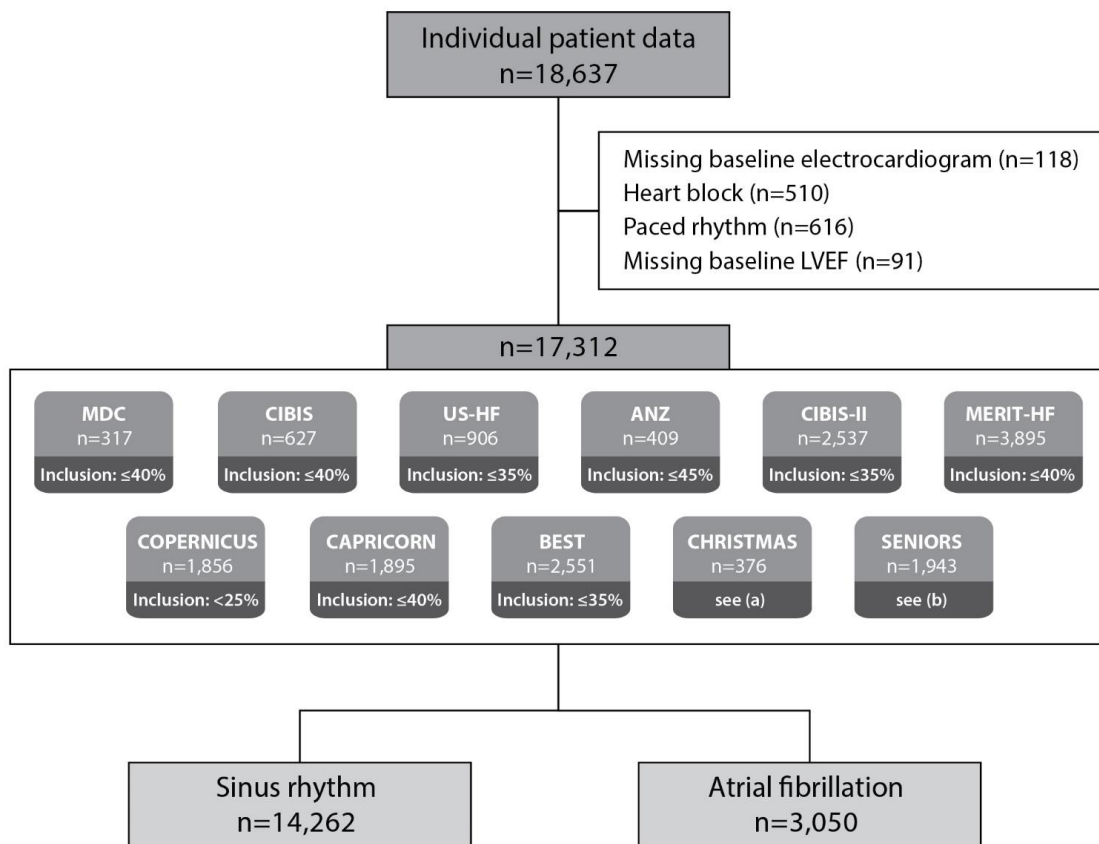 Individual patient data
n=18,637
Missing baseline electrocardiogram (n=118)
Heart block (n=510)
Paced rhythm (n=616)
Missing baseline LVEF (n=91)
n=17,312
MDC
n=317
Inclusion: ≤40%
CIBIS
n=627
Inclusion: ≤40%
US-HF
n=906
Inclusion: ≤35%
ANZ
n=409
Inclusion: ≤45%
CIBIS-II
n=2,537
Inclusion: ≤35%
MERIT-HF
n=3,895
Inclusion: ≤40%
COPERNICUS
n=1,856
Inclusion: <25%
CAPRICORN
n=1,895
Inclusion: ≤40%
BEST
n=2,551
Inclusion: ≤35%
CHRISTMAS
n=376
see (a)
SENIORS
n=1,943
see (b)
Sinus rhythm
n=14,262
Atrial fibrillation
n=3,050